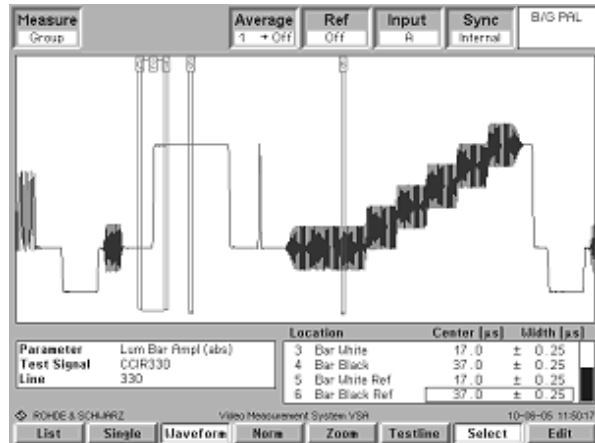 Measure
Group
Average
1 → Off
Ref
Off
Input
A
Sync
Internal
B/G PAL
Location Center [µs] Width [µs]
3 Bar White 17.0 ± 0.25
4 Bar Black 37.0 ± 0.25
5 Bar White Ref 17.0 ± 0.25
6 Bar Black Ref 37.0 ± 0.25
Parameter Lum Bar Ampl (abs)
Test Signal CCIR330
Line 330
ROHDE & SCHWARZ Video Measurement System VSA 10-06-05 11:50:17
List Single Waveform Norm Zoom Testline Select Edit